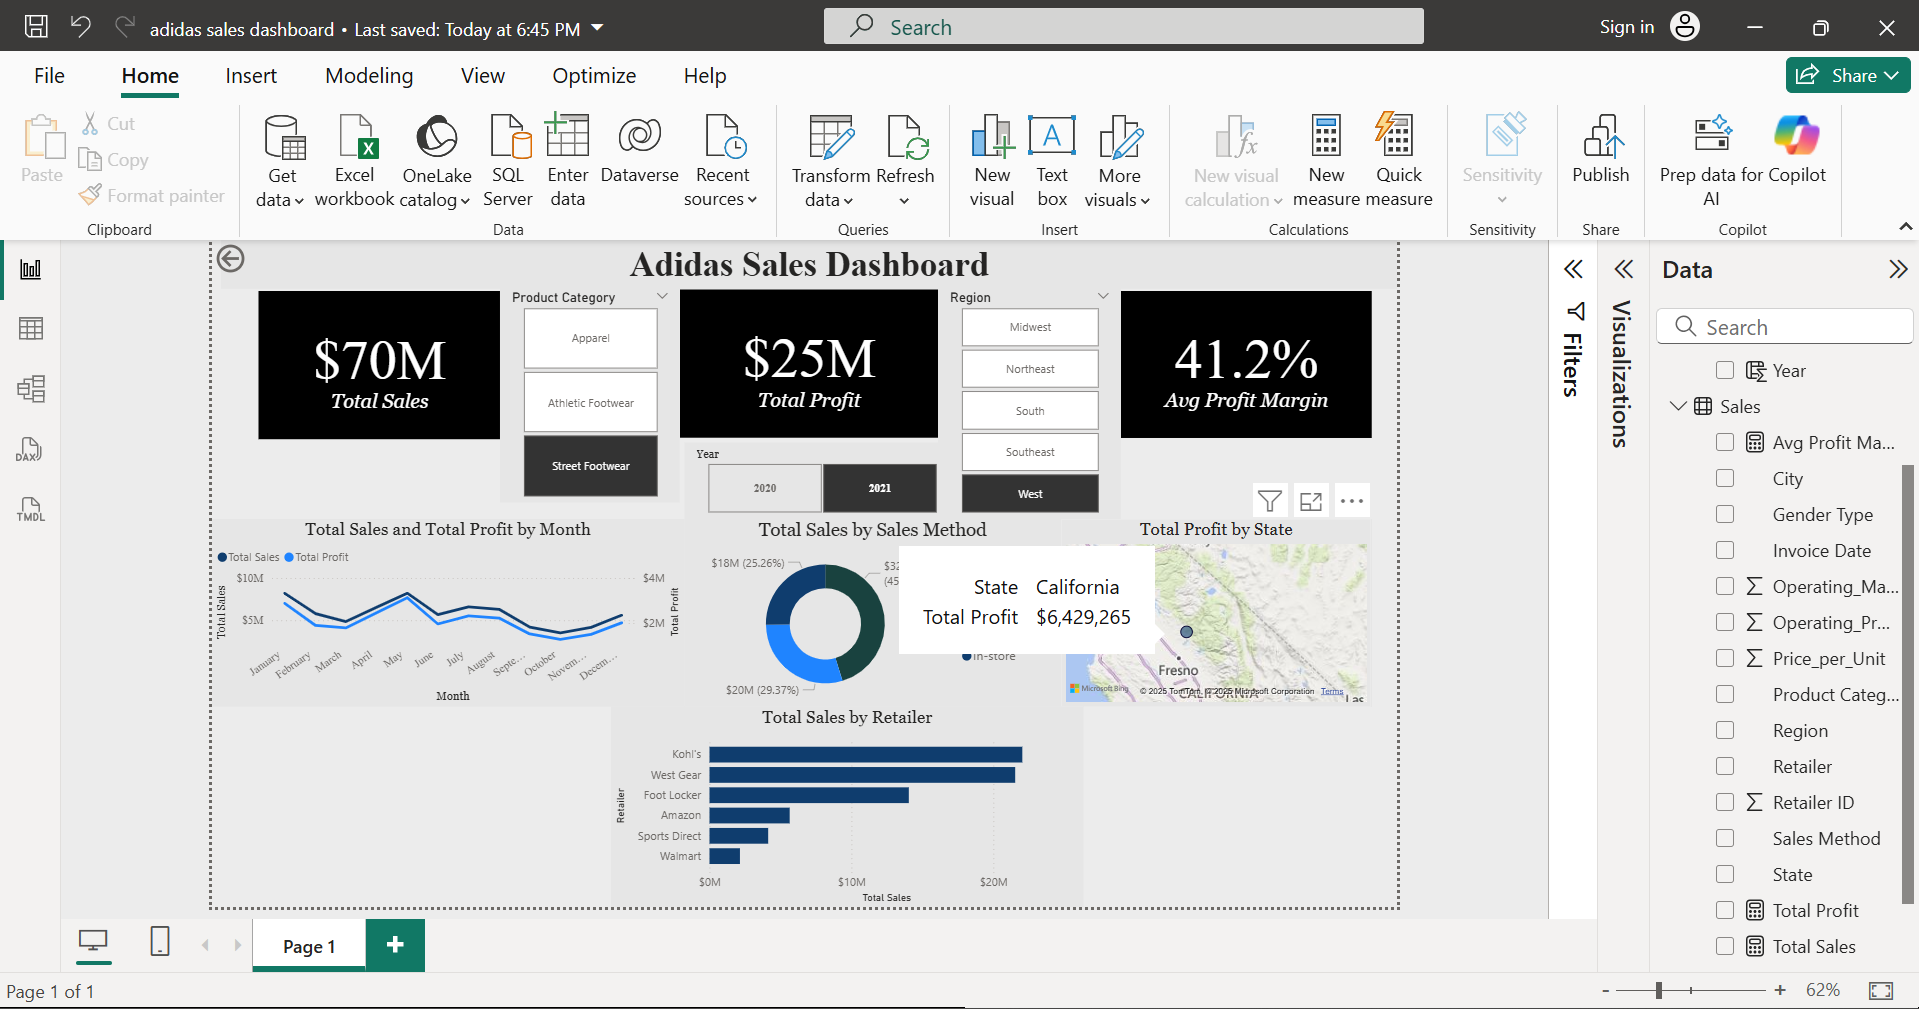 adidas sales dashboard • Last saved: Today at 6:45 PM
Search
Sign in
File
Home
Insert
Modeling
View
Optimize
Help
Share
Paste
Cut
Copy
Format painter
Clipboard
Get data
Excel workbook
OneLake catalog
SQL Server
Enter data
Dataverse
Recent sources
Data
Transform data
Refresh
Queries
New visual
Text box
More visuals
Insert
New visual calculation
New measure
Quick measure
Calculations
Sensitivity
Sensitivity
Publish
Share
Prep data for AI
Copilot
Copilot
DAX
TMDL
Adidas Sales Dashboard
$70M
Total Sales
Product Category
Apparel
Athletic Footwear
Street Footwear
$25M
Total Profit
Year
2020
2021
Region
Midwest
Northeast
South
Southeast
West
41.2%
Avg Profit Margin
Total Sales and Total Profit by Month
Total Sales
Total Profit
$10M
$5M
Total Sales
$4M
$2M
Total Profit
January
February
March
April
May
June
July
August
Septe...
October
Novem...
Decem...
Month
Total Sales by Sales Method
$18M (25.26%)
$32
(45
$20M (29.37%)
In-store
State California
Total Profit $6,429,265
Total Profit by State
Fresno
CALIFORNIA
Las
Microsoft Bing
© 2025 TomTom, © 2025 Microsoft Corporation Terms
Total Sales by Retailer
Retailer
Kohl's
West Gear
Foot Locker
Amazon
Sports Direct
Walmart
$0M
$10M
$20M
Total Sales
Filters
Visualizations
Data
Search
Year
Sales
Avg Profit Ma...
City
Gender Type
Invoice Date
Operating_Ma...
Operating_Pr...
Price_per_Unit
Product Categ...
Region
Retailer
Retailer ID
Sales Method
State
Total Profit
Total Sales
Page 1
Page 1 of 1
62%